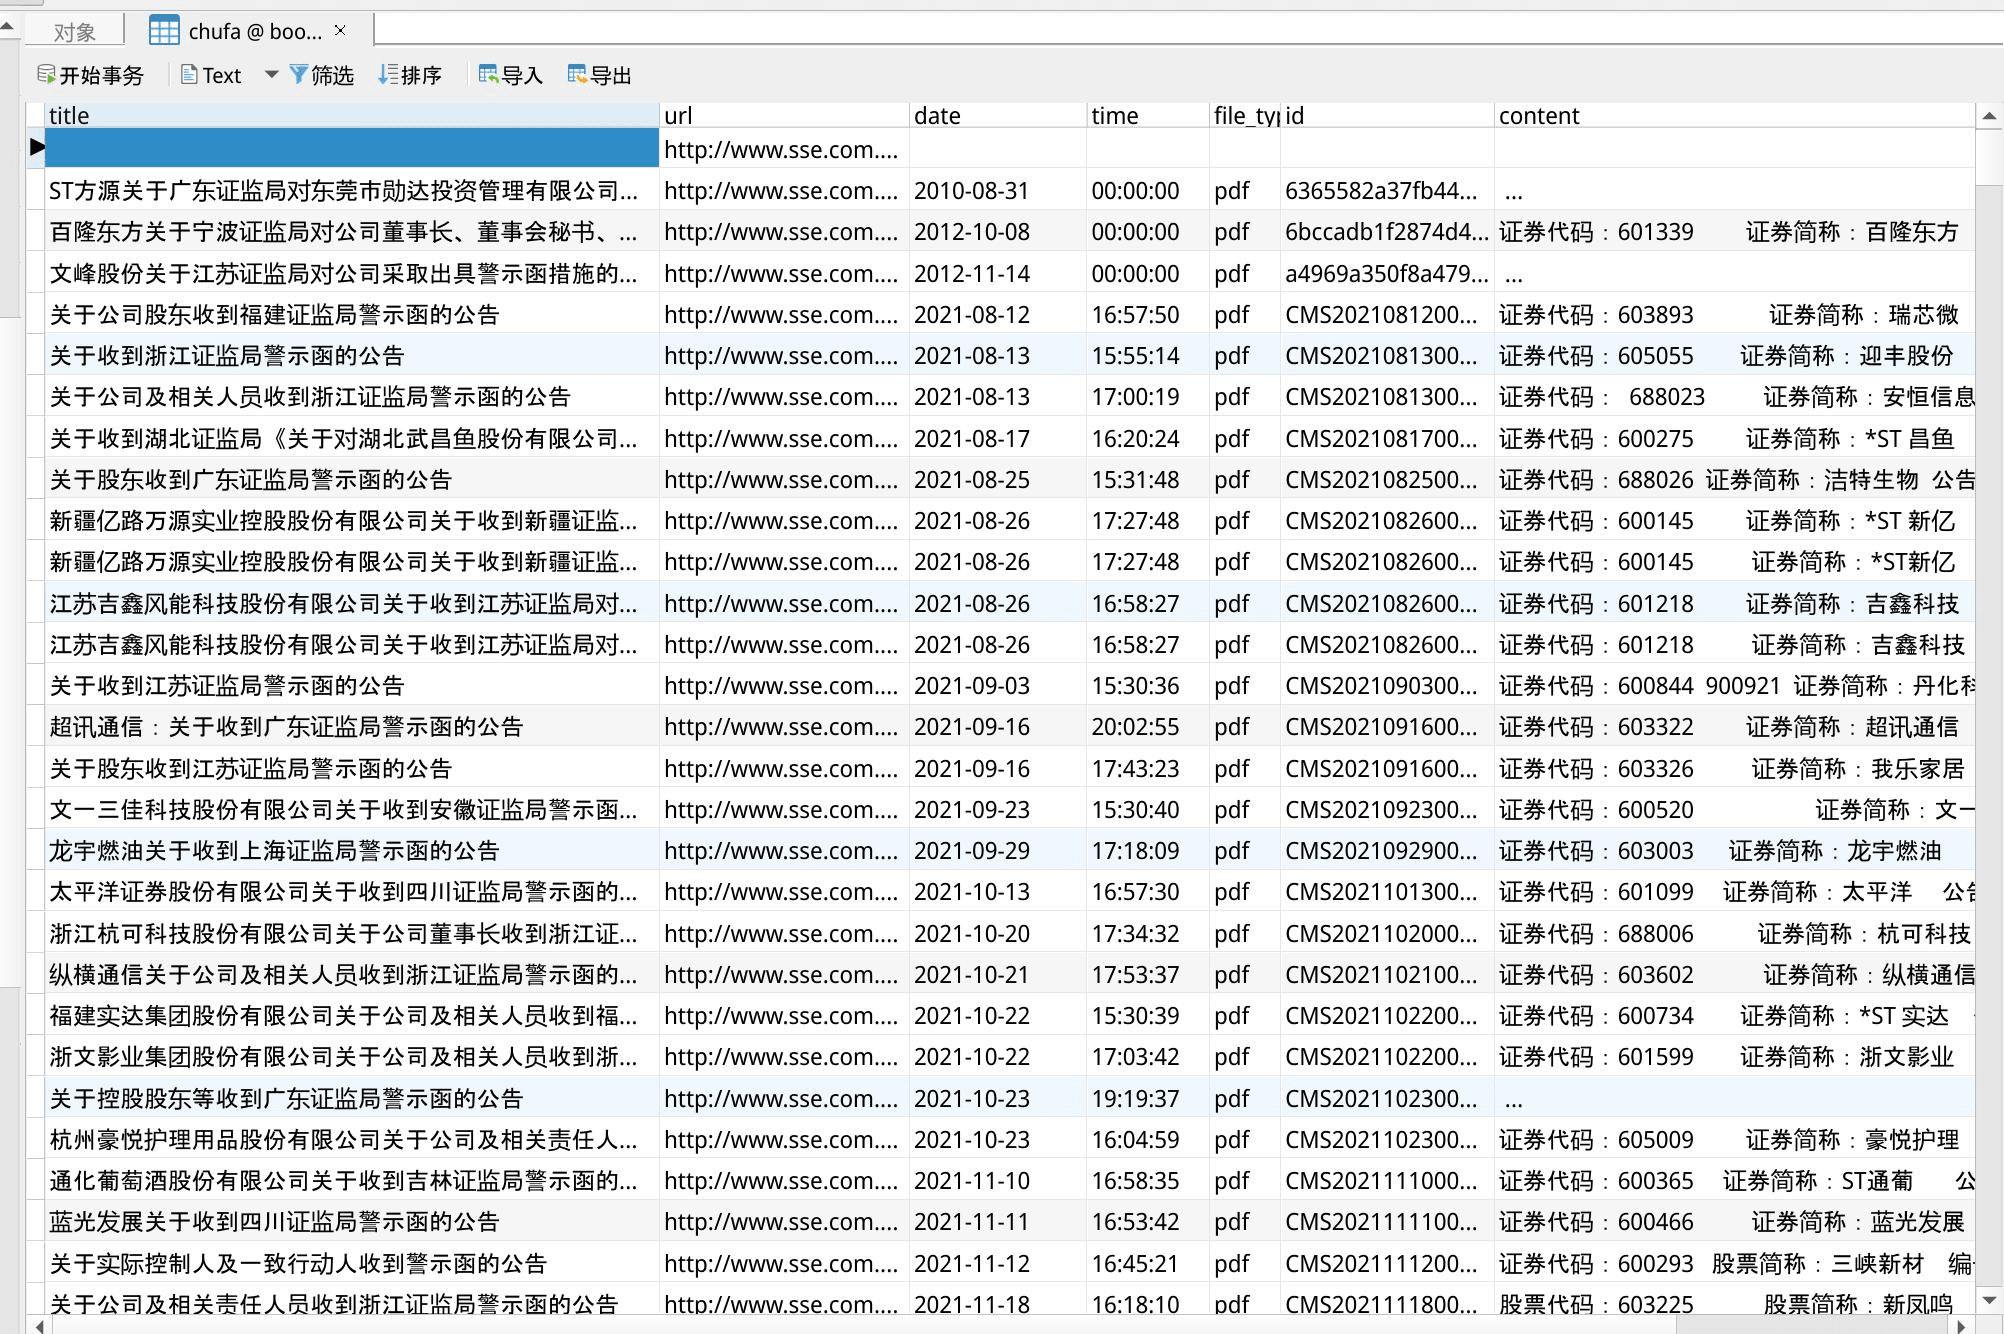 对象 chufa @ boo... ×
开始事务 Text 筛选 排序 导入 导出
title url date time file_typ id content
http://www.sse.com....
ST方源关于广东证监局对东莞市勋达投资管理有限公司... http://www.sse.com.... 2010-08-31 00:00:00 pdf 6365582a37fb44... ...
百隆东方关于宁波证监局对公司董事长、董事会秘书、... http://www.sse.com.... 2012-10-08 00:00:00 pdf 6bccadb1f2874d4... 证券代码：601339 证券简称：百隆东方
文峰股份关于江苏证监局对公司采取出具警示函措施的... http://www.sse.com.... 2012-11-14 00:00:00 pdf a4969a350f8a479... ...
关于公司股东收到福建证监局警示函的公告 http://www.sse.com.... 2021-08-12 16:57:50 pdf CMS2021081200... 证券代码：603893 证券简称：瑞芯微
关于收到浙江证监局警示函的公告 http://www.sse.com.... 2021-08-13 15:55:14 pdf CMS2021081300... 证券代码：605055 证券简称：迎丰股份
关于公司及相关人员收到浙江证监局警示函的公告 http://www.sse.com.... 2021-08-13 17:00:19 pdf CMS2021081300... 证券代码： 688023 证券简称：安恒信息
关于收到湖北证监局《关于对湖北武昌鱼股份有限公司... http://www.sse.com.... 2021-08-17 16:20:24 pdf CMS2021081700... 证券代码：600275 证券简称：*ST 昌鱼
关于股东收到广东证监局警示函的公告 http://www.sse.com.... 2021-08-25 15:31:48 pdf CMS2021082500... 证券代码：688026 证券简称：洁特生物 公告
新疆亿路万源实业控股股份有限公司关于收到新疆证监... http://www.sse.com.... 2021-08-26 17:27:48 pdf CMS2021082600... 证券代码：600145 证券简称：*ST 新亿
新疆亿路万源实业控股股份有限公司关于收到新疆证监... http://www.sse.com.... 2021-08-26 17:27:48 pdf CMS2021082600... 证券代码：600145 证券简称：*ST新亿
江苏吉鑫风能科技股份有限公司关于收到江苏证监局对... http://www.sse.com.... 2021-08-26 16:58:27 pdf CMS2021082600... 证券代码：601218 证券简称：吉鑫科技
江苏吉鑫风能科技股份有限公司关于收到江苏证监局对... http://www.sse.com.... 2021-08-26 16:58:27 pdf CMS2021082600... 证券代码：601218 证券简称：吉鑫科技
关于收到江苏证监局警示函的公告 http://www.sse.com.... 2021-09-03 15:30:36 pdf CMS2021090300... 证券代码：600844 900921 证券简称：丹化科
超讯通信：关于收到广东证监局警示函的公告 http://www.sse.com.... 2021-09-16 20:02:55 pdf CMS2021091600... 证券代码：603322 证券简称：超讯通信
关于股东收到江苏证监局警示函的公告 http://www.sse.com.... 2021-09-16 17:43:23 pdf CMS2021091600... 证券代码：603326 证券简称：我乐家居
文一三佳科技股份有限公司关于收到安徽证监局警示函... http://www.sse.com.... 2021-09-23 15:30:40 pdf CMS2021092300... 证券代码：600520 证券简称：文一
龙宇燃油关于收到上海证监局警示函的公告 http://www.sse.com.... 2021-09-29 17:18:09 pdf CMS2021092900... 证券代码：603003 证券简称：龙宇燃油
太平洋证券股份有限公司关于收到四川证监局警示函的... http://www.sse.com.... 2021-10-13 16:57:30 pdf CMS2021101300... 证券代码：601099 证券简称：太平洋 公告
浙江杭可科技股份有限公司关于公司董事长收到浙江证... http://www.sse.com.... 2021-10-20 17:34:32 pdf CMS2021102000... 证券代码：688006 证券简称：杭可科技
纵横通信关于公司及相关人员收到浙江证监局警示函的... http://www.sse.com.... 2021-10-21 17:53:37 pdf CMS2021102100... 证券代码：603602 证券简称：纵横通信
福建实达集团股份有限公司关于公司及相关人员收到福... http://www.sse.com.... 2021-10-22 15:30:39 pdf CMS2021102200... 证券代码：600734 证券简称：*ST 实达
浙文影业集团股份有限公司关于公司及相关人员收到浙... http://www.sse.com.... 2021-10-22 17:03:42 pdf CMS2021102200... 证券代码：601599 证券简称：浙文影业
关于控股股东等收到广东证监局警示函的公告 http://www.sse.com.... 2021-10-23 19:19:37 pdf CMS2021102300... ...
杭州豪悦护理用品股份有限公司关于公司及相关责任人... http://www.sse.com.... 2021-10-23 16:04:59 pdf CMS2021102300... 证券代码：605009 证券简称：豪悦护理
通化葡萄酒股份有限公司关于收到吉林证监局警示函的... http://www.sse.com.... 2021-11-10 16:58:35 pdf CMS2021111000... 证券代码：600365 证券简称：ST通葡 公
蓝光发展关于收到四川证监局警示函的公告 http://www.sse.com.... 2021-11-11 16:53:42 pdf CMS2021111100... 证券代码：600466 证券简称：蓝光发展
关于实际控制人及一致行动人收到警示函的公告 http://www.sse.com.... 2021-11-12 16:45:21 pdf CMS2021111200... 证券代码：600293 股票简称：三峡新材 编
关于公司及相关责任人员收到浙江证监局警示函的公告 http://www.sse.com.... 2021-11-18 16:18:10 pdf CMS2021111800... 股票代码：603225 股票简称：新凤鸣